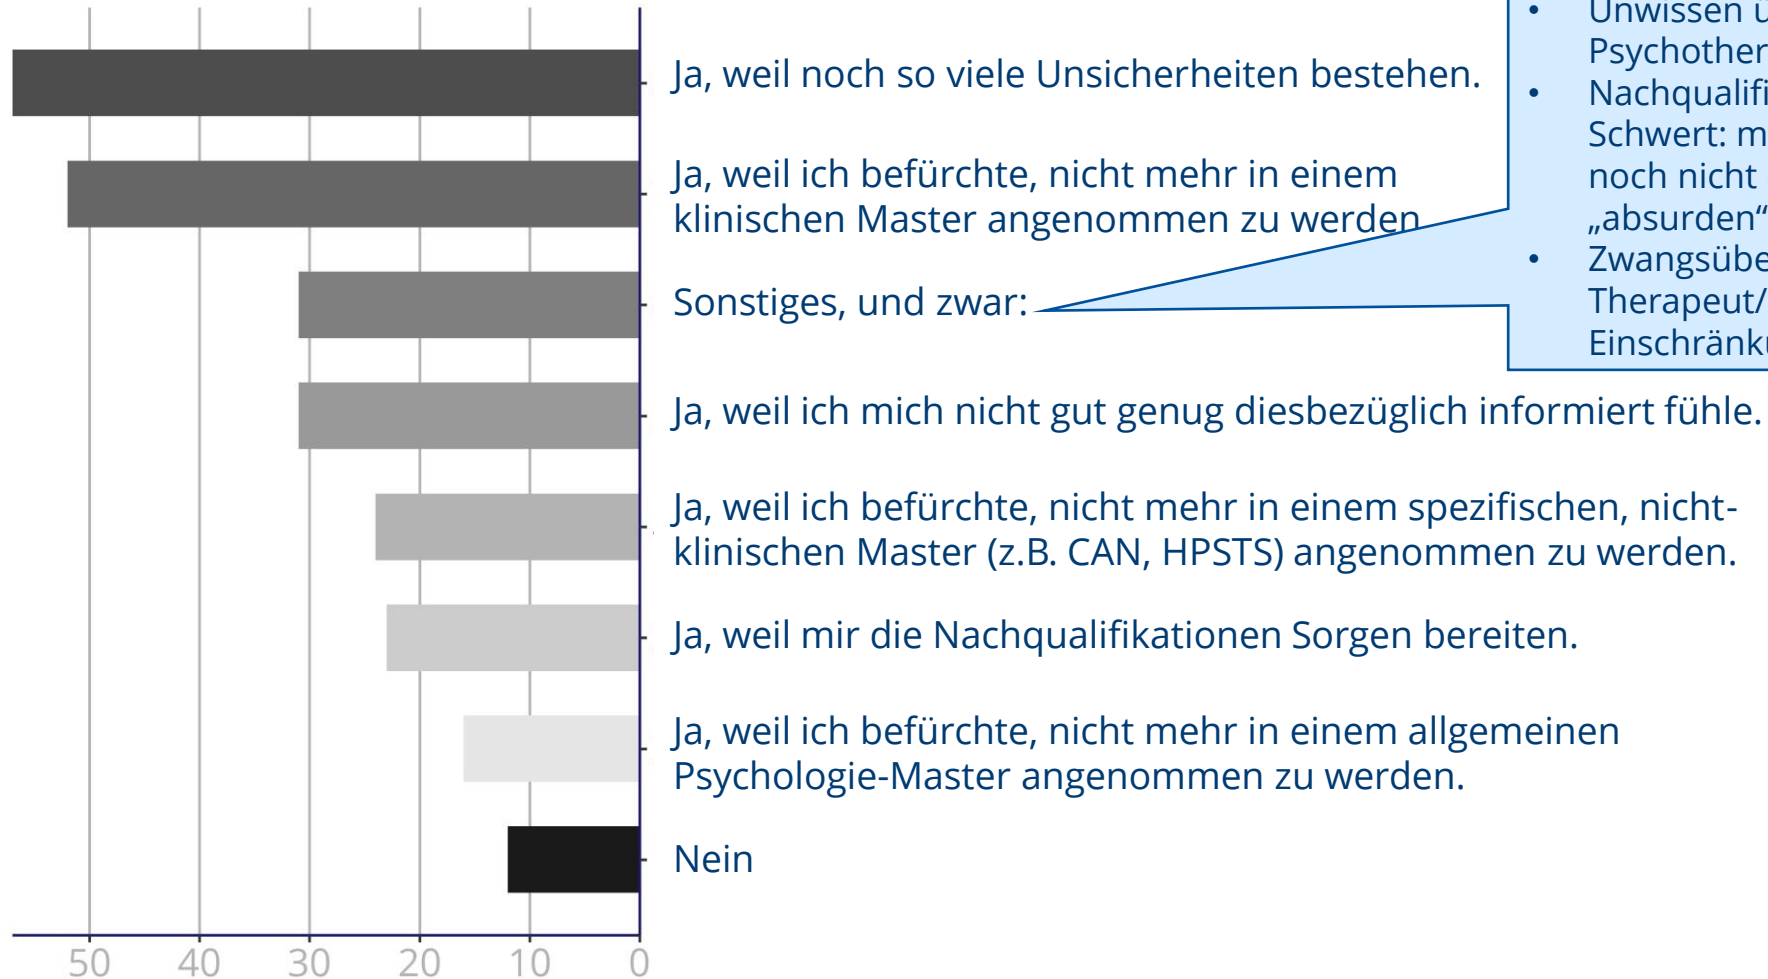 Ja, weil noch so viele Unsicherheiten bestehen.
Ja, weil ich befürchte, nicht mehr in einem
klinischen Master angenommen zu werden
Sonstiges, und zwar:
Ja, weil ich mich nicht gut genug diesbezüglich informiert fühle.
Ja, weil ich befürchte, nicht mehr in einem spezifischen, nicht-
klinischen Master (z.B. CAN, HPSTS) angenommen zu werden.
Ja, weil mir die Nachqualifikationen Sorgen bereiten.
Ja, weil ich befürchte, nicht mehr in einem allgemeinen
Psychologie-Master angenommen zu werden.
Nein
50 40 30 20 10 0
• Unwissen
• 
Schwert:
noch nicht
„absurden“
Therapeut/